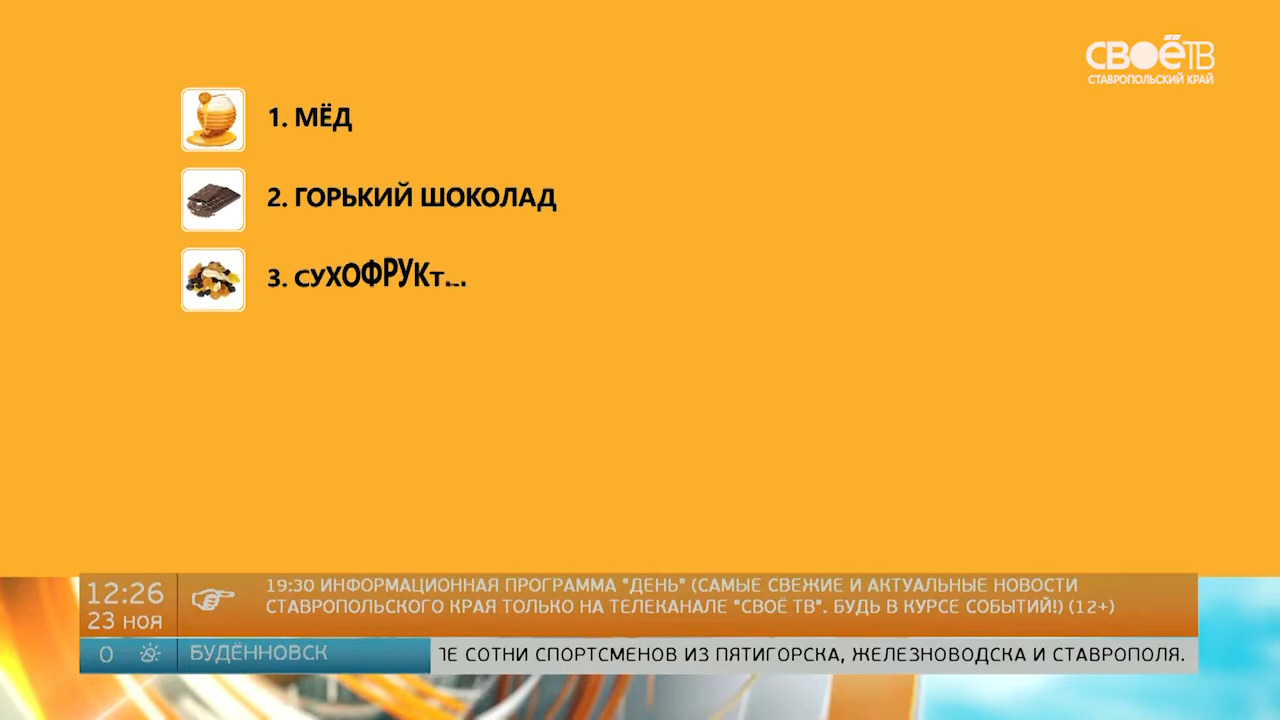 СВОЁТВ
СТАВРОПОЛЬСКИЙ КРАЙ
1. МЁД
2. ГОРЬКИЙ ШОКОЛАД
3. СУХОФРУКТ...
12:26
23 ноя
19:30 ИНФОРМАЦИОННАЯ ПРОГРАММА "ДЕНЬ" (САМЫЕ СВЕЖИЕ И АКТУАЛЬНЫЕ НОВОСТИ
СТАВРОПОЛЬСКОГО КРАЯ ТОЛЬКО НА ТЕЛЕКАНАЛЕ "СВОЁ ТВ". БУДЬ В КУРСЕ СОБЫТИЙ!) (12+)
0 БУДЁННОВСК
СОТНИ СПОРТСМЕНОВ ИЗ ПЯТИГОРСКА, ЖЕЛЕЗНОВОДСКА И СТАВРОПОЛЯ.